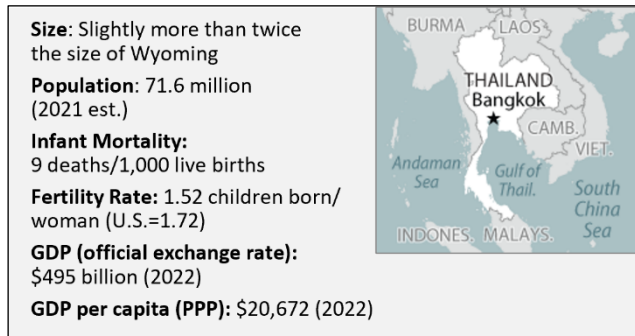 Size: Slightly more than twice
the size of Wyoming
Population: 71.6 million
(2021 est.)
Infant Mortality:
9 deaths/1,000 live births
Fertility Rate: 1.52 children born/
woman (U.S.=1.72)
GDP (official exchange rate):
$495 billion (2022)
GDP per capita (PPP): $20,672 (2022)
BURMA
LAOS
THAILAND
Bangkok
CAMB.
VIET.
Andaman
Sea
Gulf of
Thail.
South
China
Sea
INDONES.
MALAYS.